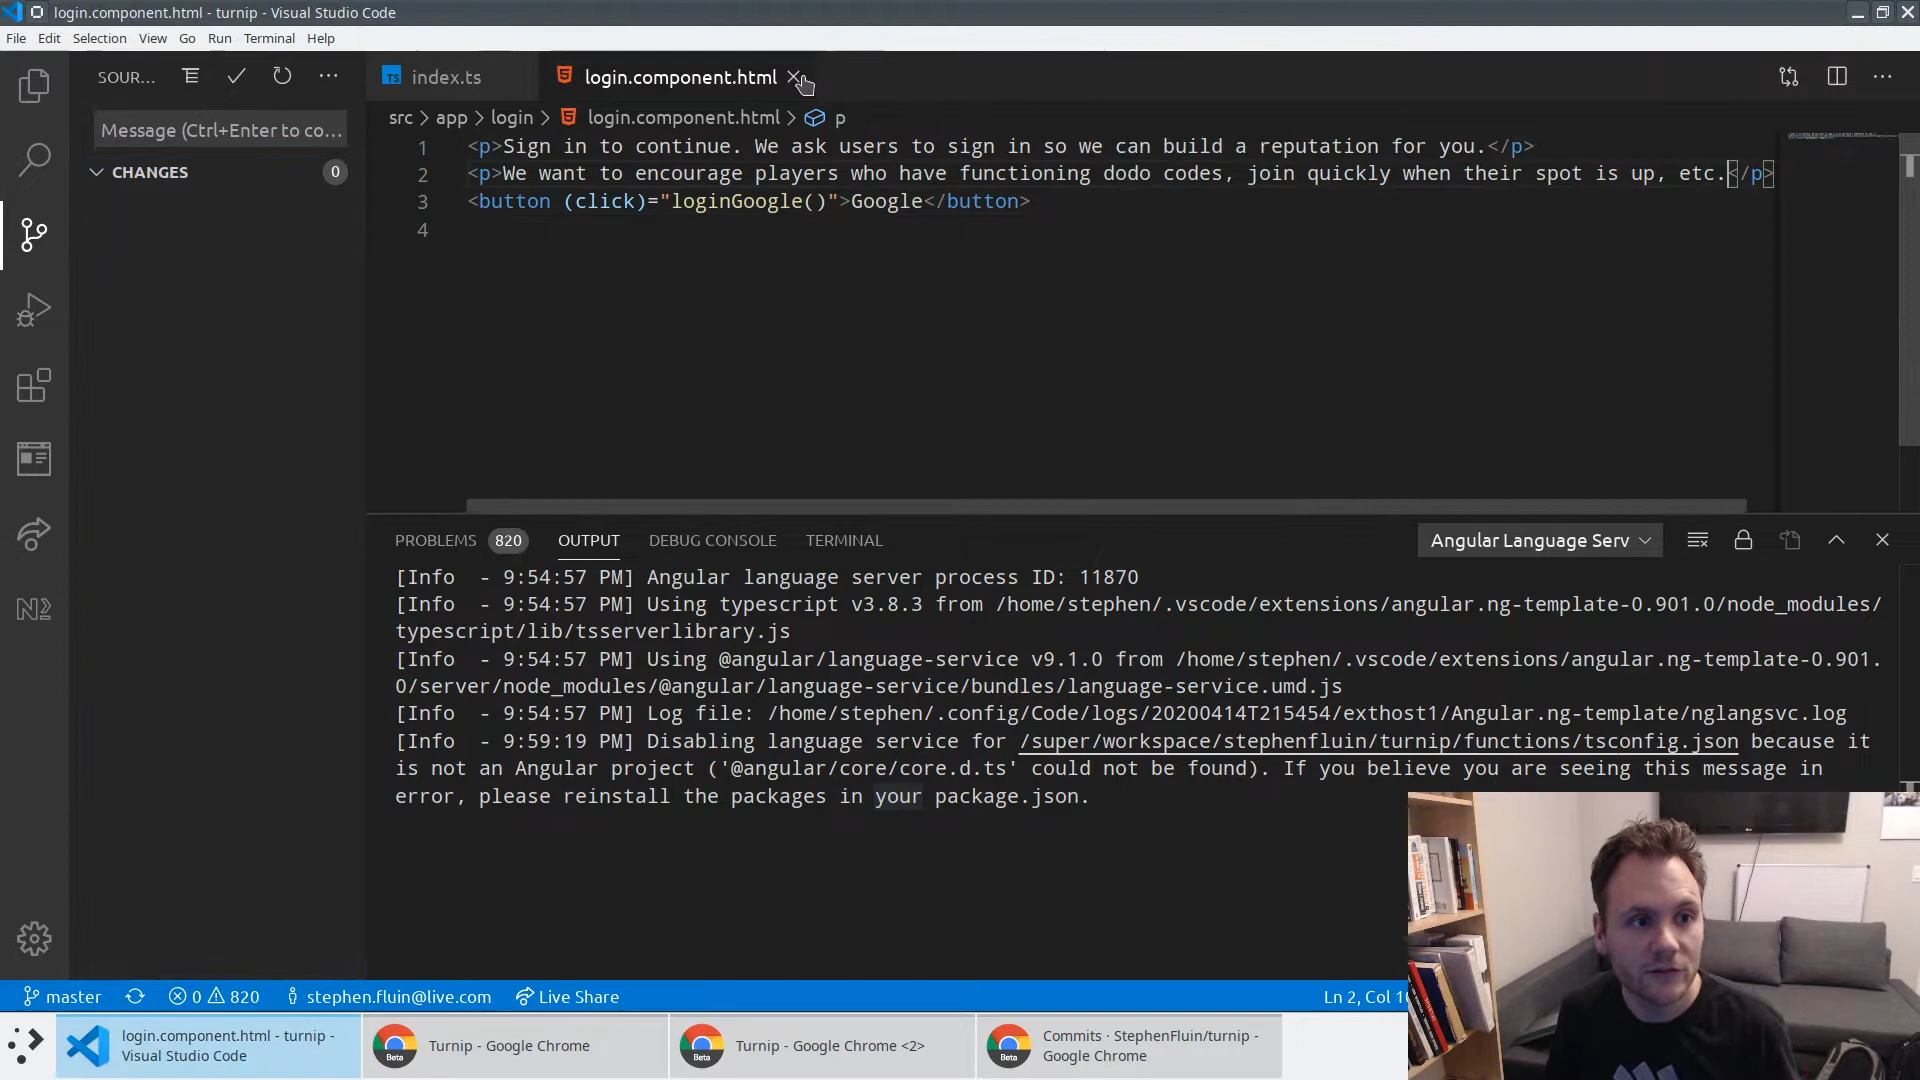 login.component.html - turnip - Visual Studio Code
File Edit Selection View Go Run Terminal Help
SOUR...
index.ts
login.component.html
Message (Ctrl+Enter to co...
src > app > login > login.component.html > p
CHANGES 0
1 <p>Sign in to continue. We ask users to sign in so we can build a reputation for you.</p>
2 <p>We want to encourage players who have functioning dodo codes, join quickly when their spot is up, etc.</p>
3 <button (click)="loginGoogle()">Google</button>
4
PROBLEMS 820 OUTPUT DEBUG CONSOLE TERMINAL
Angular Language Serv
[Info - 9:54:57 PM] Angular language server process ID: 11870
[Info - 9:54:57 PM] Using typescript v3.8.3 from /home/stephen/.vscode/extensions/angular.ng-template-0.901.0/node_modules/
typescript/lib/tsserverlibrary.js
[Info - 9:54:57 PM] Using @angular/language-service v9.1.0 from /home/stephen/.vscode/extensions/angular.ng-template-0.901.
0/server/node_modules/@angular/language-service/bundles/language-service.umd.js
[Info - 9:54:57 PM] Log file: /home/stephen/.config/Code/logs/20200414T215454/exthost1/Angular.ng-template/nglangsvc.log
[Info - 9:59:19 PM] Disabling language service for /super/workspace/stephenfluin/turnip/functions/tsconfig.json because it
is not an Angular project ('@angular/core/core.d.ts' could not be found). If you believe you are seeing this message in
error, please reinstall the packages in your package.json.
master 0 820 stephen.fluin@live.com Live Share
Ln 2, Col
login.component.html - turnip -
Visual Studio Code
Beta
Turnip - Google Chrome
Beta
Turnip - Google Chrome <2>
Beta
Commits · StephenFluin/turnip -
Google Chrome